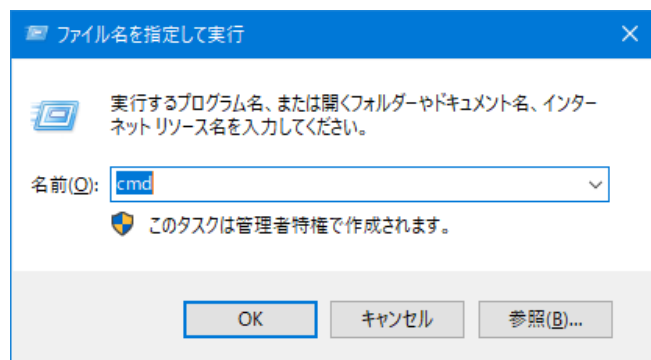 ファイル名を指定して実行
実行するプログラム名、または開くフォルダーやドキュメント名、インター
ネット リソース名を入力してください。
名前(O): cmd
このタスクは管理者特権で作成されます。
OK キャンセル 参照(B)...